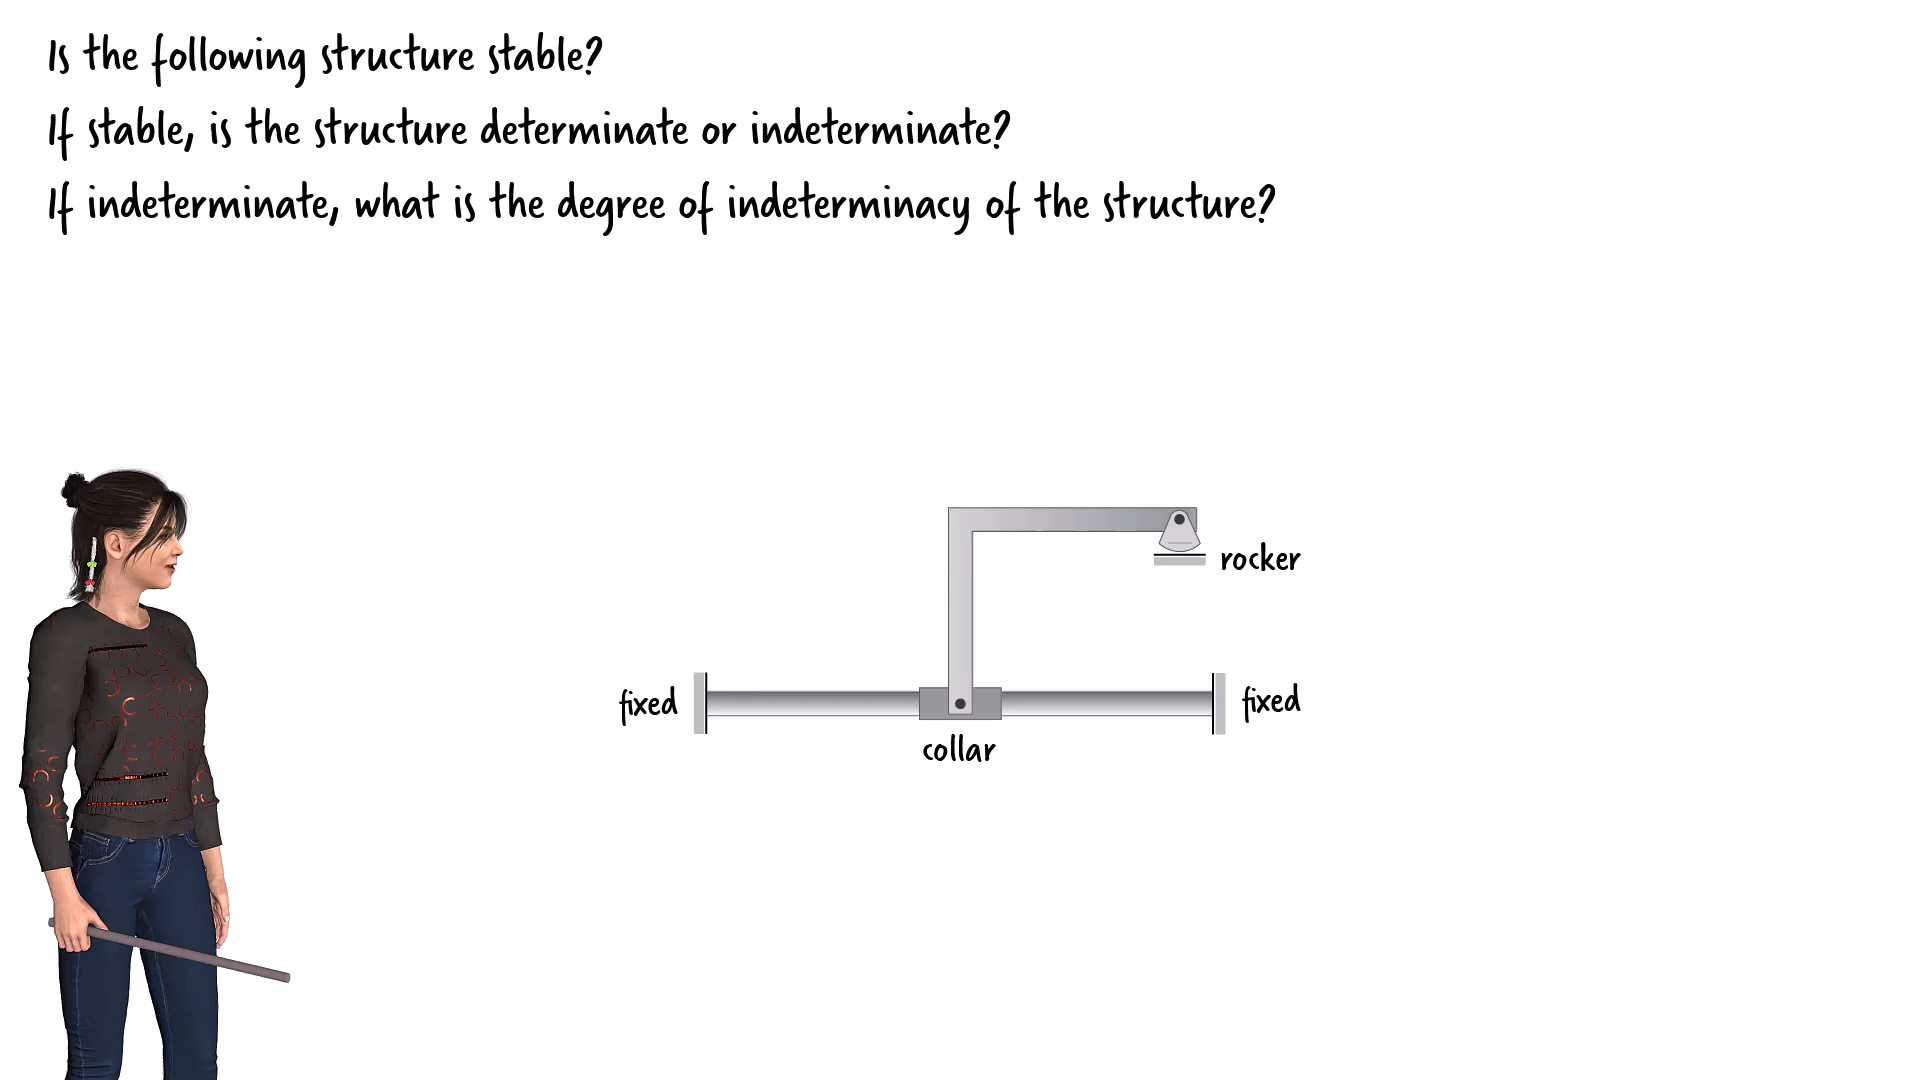 Is the following structure stable?
If stable, is the structure determinate or indeterminate?
If indeterminate, what is the degree of indeterminacy of the structure?
rocker
fixed
fixed
collar